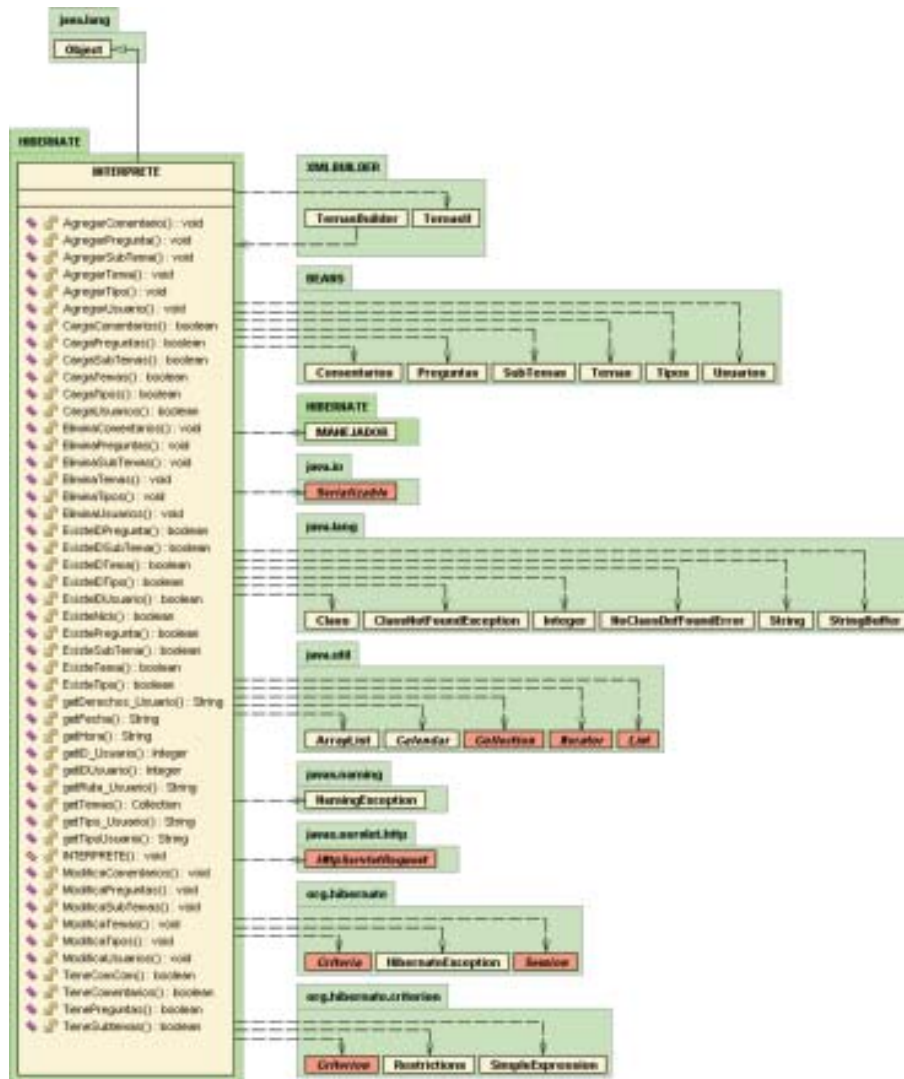 java.lang
Object
HIBERNATE
INTERPRETE
AgregarComentario() : void
AgregarPregunta() : void
AgregarSubTema() : void
AgregarTema() : void
AgregarTipo() : void
AgregarUsuario() : void
CargaComentarios() : boolean
CargaPreguntas() : boolean
CargaSubTemas() : boolean
CargaTemas() : boolean
CargaTipos() : boolean
CargaUsuarios() : boolean
EliminaComentarios() : void
EliminaPreguntas() : void
EliminaSubTemas() : void
EliminaTemas() : void
EliminaTipos() : void
EliminaUsuarios() : void
ExisteIDPregunta() : boolean
ExisteIDSubTema() : boolean
ExisteIDTema() : boolean
ExisteIDTipo() : boolean
ExisteIDUsuario() : boolean
ExisteNick() : boolean
ExistePregunta() : boolean
ExisteSubTema() : boolean
ExisteTema() : boolean
ExisteTipo() : boolean
getDerechos_Usuario() : String
getFecha() : String
getHora() : String
getID_Usuario() : Integer
getIDUsuario() : Integer
getRuta_Usuario() : String
getTemas() : Collection
getTipo_Usuario() : String
getTipoUsuario() : String
INTERPRETE() : void
ModificaComentarios() : void
ModificaPreguntas() : void
ModificaSubTemas() : void
ModificaTemas() : void
ModificaTipos() : void
ModificaUsuarios() : void
TieneComCom() : boolean
TieneComentarios() : boolean
TienePreguntas() : boolean
TieneSubtemas() : boolean
XMLBUILDER
TemasBuilder
BEANS
Comentarios Preguntas SubTemas Temas Tipos Usuarios
HIBERNATE
MANEJADOR
java.io
Serializable
java.lang
Class ClassNotFoundException Integer NoClassDefFoundError String StringBuffer
java.util
ArrayList Calendar Collection Iterator List
javax.naming
NamingException
javax.servlet.http
HttpServletRequest
org.hibernate
Criteria HibernateException Session
org.hibernate.criterion
Criterion Restrictions SimpleExpression